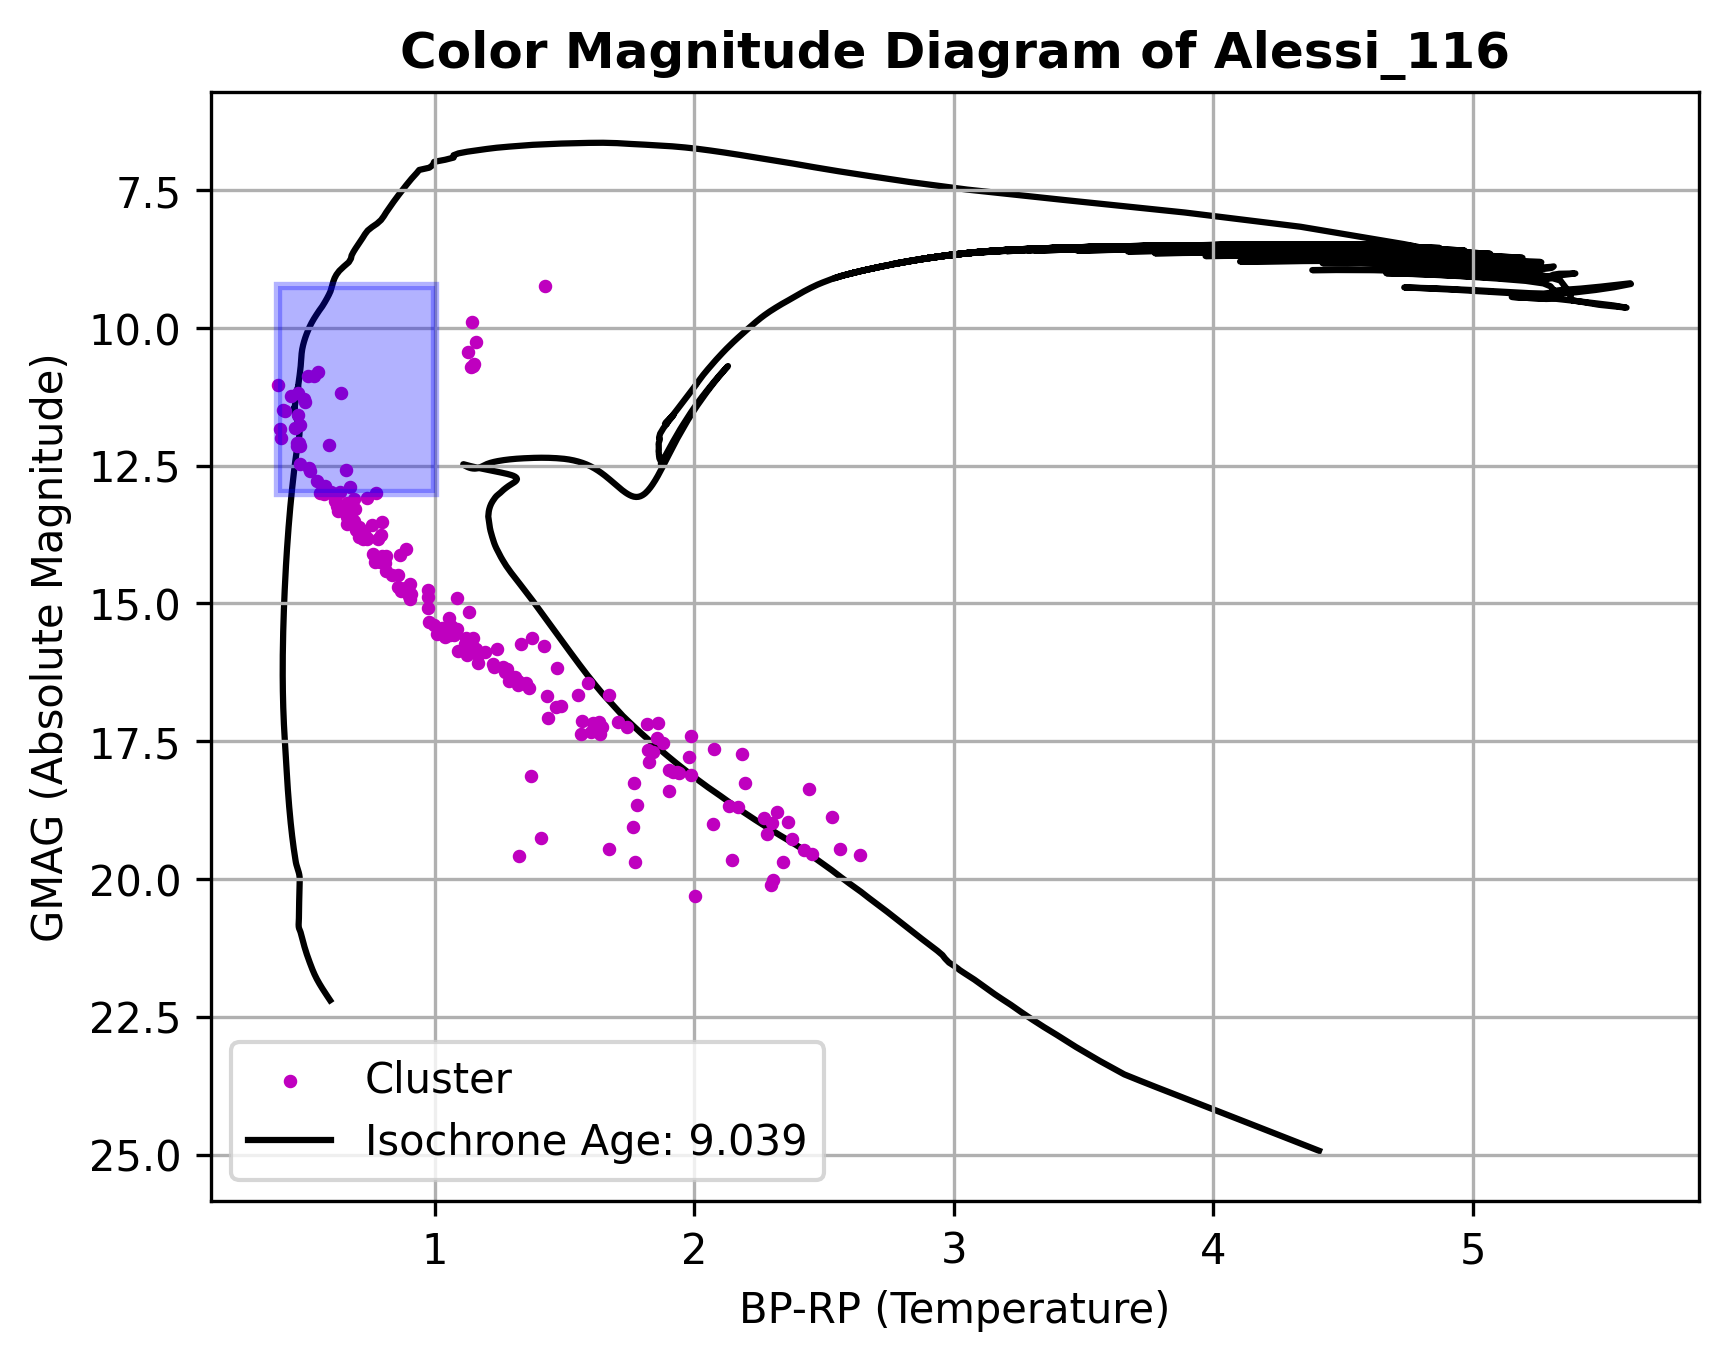 Color Magnitude Diagram of Alessi_116
GMAG (Absolute Magnitude)
7.5
10.0
12.5
15.0
17.5
20.0
22.5
25.0
Cluster
Isochrone Age: 9.039
1 2 3 4 5
BP-RP (Temperature)